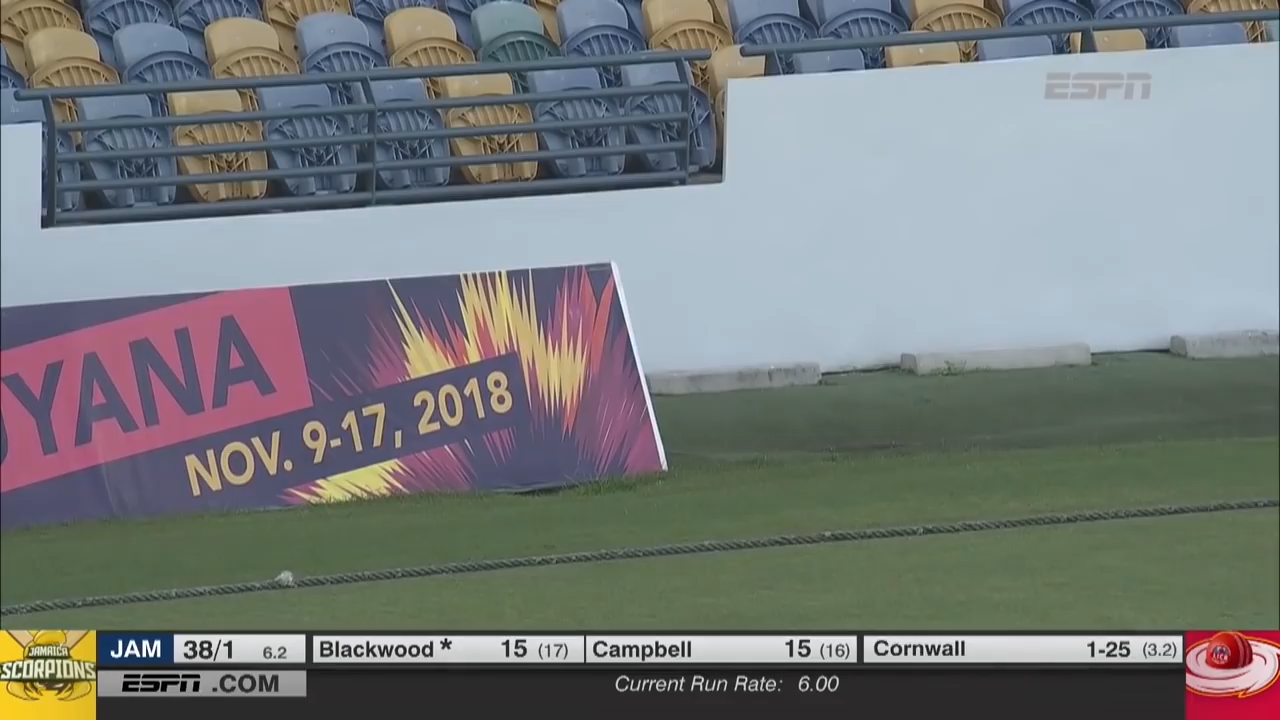 ESPN
YANA
NOV. 9-17, 2018
JAMAICA
SCORPIONS
JAM 38/1 6.2 Blackwood * 15 (17) Campbell 15 (16) Cornwall 1-25 (3.2)
ESPN.COM Current Run Rate: 6.00